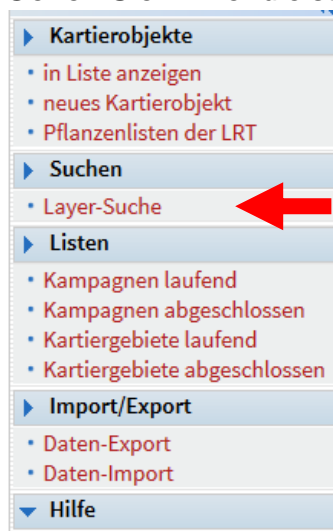 Kartierobjekte
in Liste anzeigen
neues Kartierobjekt
Pflanzenlisten der LRT
Suchen
Layer-Suche
Listen
Kampagnen laufend
Kampagnen abgeschlossen
Kartiergebiete laufend
Kartiergebiete abgeschlossen
Import/Export
Daten-Export
Daten-Import
Hilfe